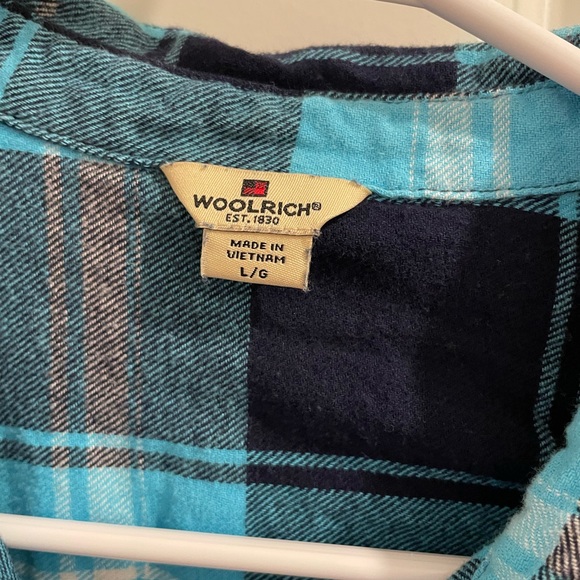 WOOLRICH®
EST. 1830
MADE IN
VIETNAM
L/G